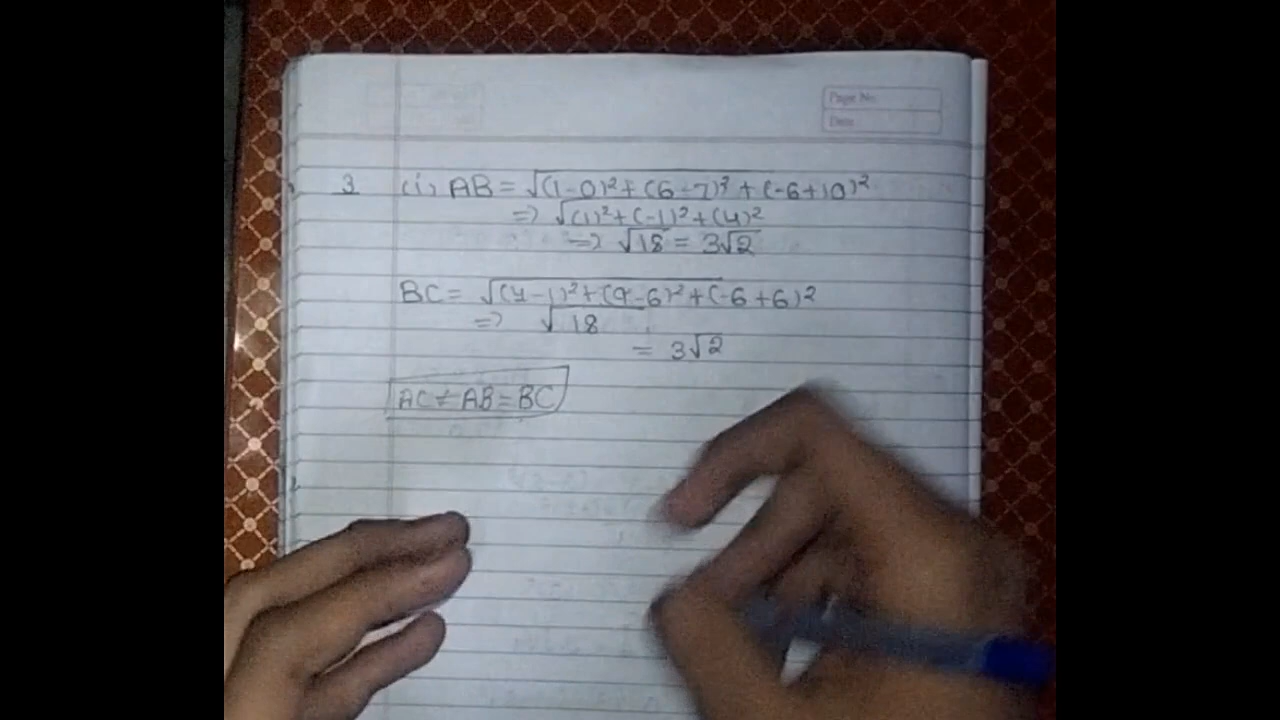 Page No.
Date
3 (i) AB = √(1-0)²+(6-7)²+(-6+10)²
=> √(1)²+(-1)²+(4)²
=> √18 = 3√2
BC = √(4-1)²+(9-6)²+(-6+6)²
=> √18
= 3√2
AC ≠ AB = BC